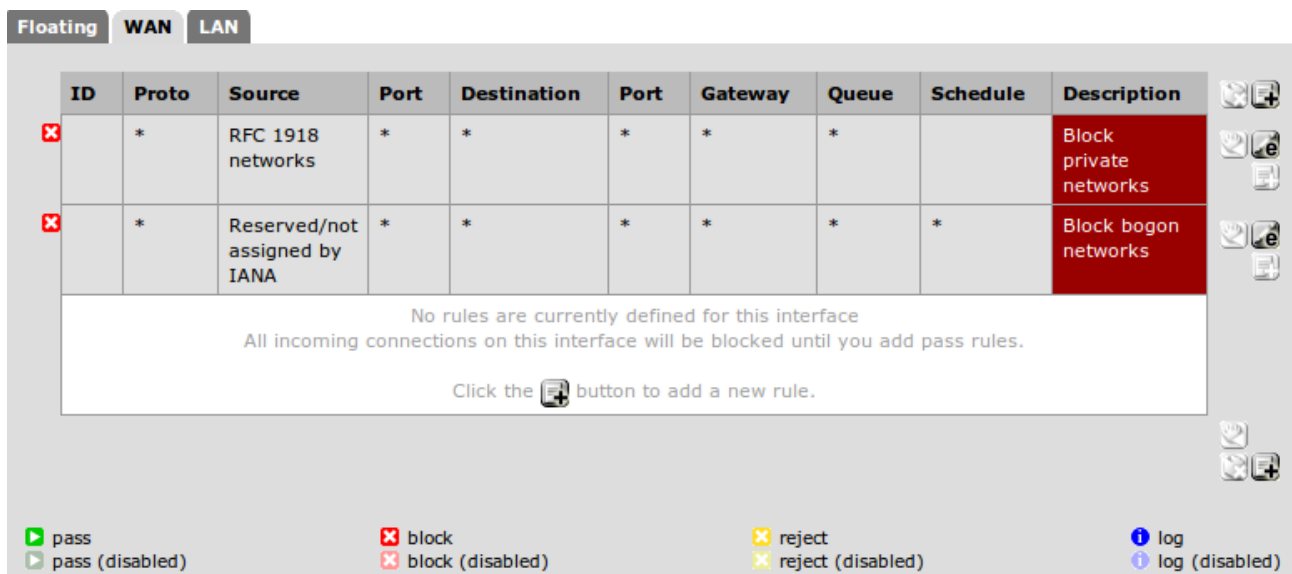 Floating WAN LAN
ID Proto Source Port Destination Port Gateway Queue Schedule Description
* RFC 1918 * * * * * Block
networks private
networks
* Reserved/not * * * * * * Block bogon
assigned by networks
IANA
No rules are currently defined for this interface
All incoming connections on this interface will be blocked until you add pass rules.
Click the button to add a new rule.
pass block reject log
pass (disabled) block (disabled) reject (disabled) log (disabled)